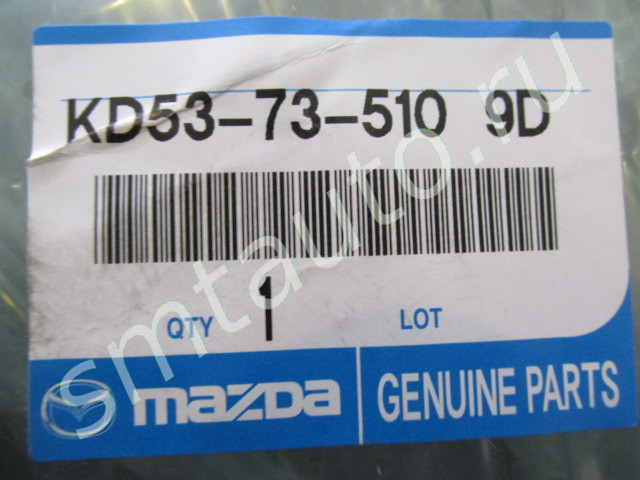 KD53-73-510 9D
QTY 1 LOT
mazda GENUINE PARTS
smtauto.ru